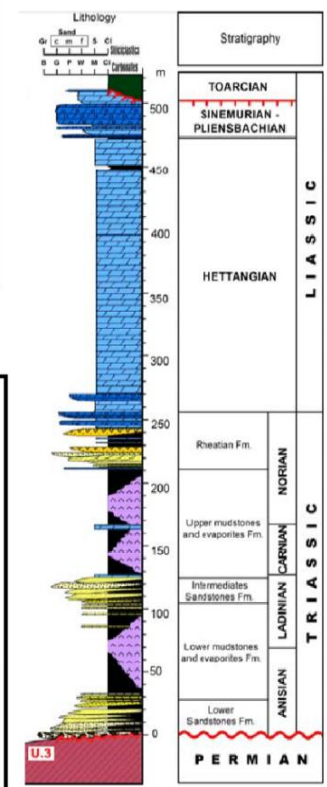 Lithology
Sand
Gr c m f S Cl
Siliciclastics
B G P W M Cl
Carbonates
m
500
450
400
350
300
250
200
150
100
50
0
U.3
Stratigraphy
TOARCIAN
SINEMURIAN -
PLIENSBACHIAN
HETTANGIAN
LIASSIC
Rheatian Fm.
Upper mudstones
and evaporites Fm.
Intermediates
Sandstones Fm.
Lower mudstones
and evaporites Fm.
Lower
Sandstones Fm.
NORIAN
CARNIAN
LADINIAN
ANISIAN
TRIASSIC
PERMIAN